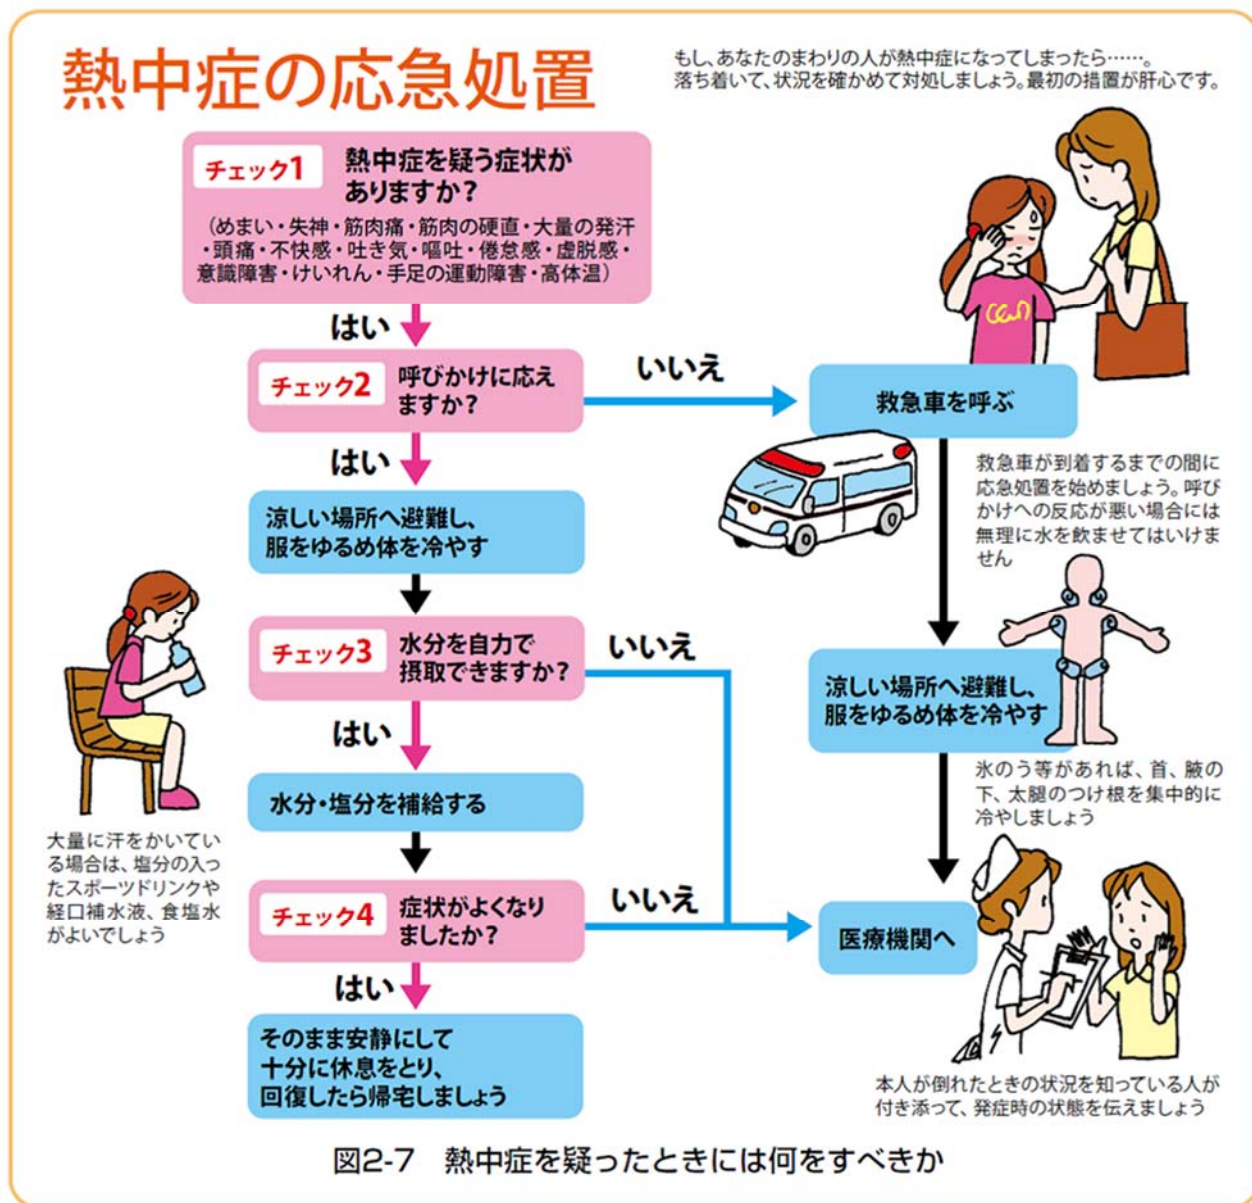 熱中症の応急処置
もし、あなたのまわりの人が熱中症になってしまったら……。
落ち着いて、状況を確かめて対処しましょう。最初の措置が肝心です。
チェック1
熱中症を疑う症状が
ありますか？
（めまい・失神・筋肉痛・筋肉の硬直・大量の発汗
・頭痛・不快感・吐き気・嘔吐・倦怠感・虚脱感・
意識障害・けいれん・手足の運動障害・高体温）
はい
チェック2
呼びかけに応え
ますか？
いいえ
救急車を呼ぶ
はい
救急車が到着するまでの間に
応急処置を始めましょう。呼び
かけへの反応が悪い場合には
無理に水を飲ませてはいけま
せん
涼しい場所へ避難し、
服をゆるめ体を冷やす
チェック3
水分を自力で
摂取できますか？
いいえ
涼しい場所へ避難し、
服をゆるめ体を冷やす
はい
氷のう等があれば、首、腋の
下、太腿のつけ根を集中的に
冷やしましょう
水分・塩分を補給する
大量に汗をかいてい
る場合は、塩分の入っ
たスポーツドリンクや
経口補水液、食塩水
がよいでしょう
チェック4
症状がよくなり
ましたか？
いいえ
医療機関へ
はい
そのまま安静にして
十分に休息をとり、
回復したら帰宅しましょう
本人が倒れたときの状況を知っている人が
付き添って、発症時の状態を伝えましょう
図2-7　熱中症を疑ったときには何をすべきか